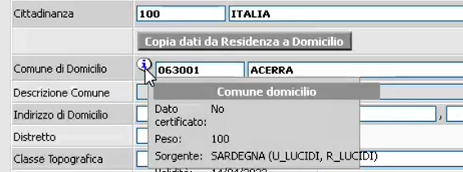 Cittadinanza 100 ITALIA
Copia dati da Residenza a Domicilio
Comune di Domicilio i 063001 ACERRA
Descrizione Comune
Comune domicilio
Indirizzo di Domicilio ,
Dato certificato: No
Distretto
Peso: 100
Classe Topografica
Sorgente: SARDEGNA (U_LUCIDI, R_LUCIDI)